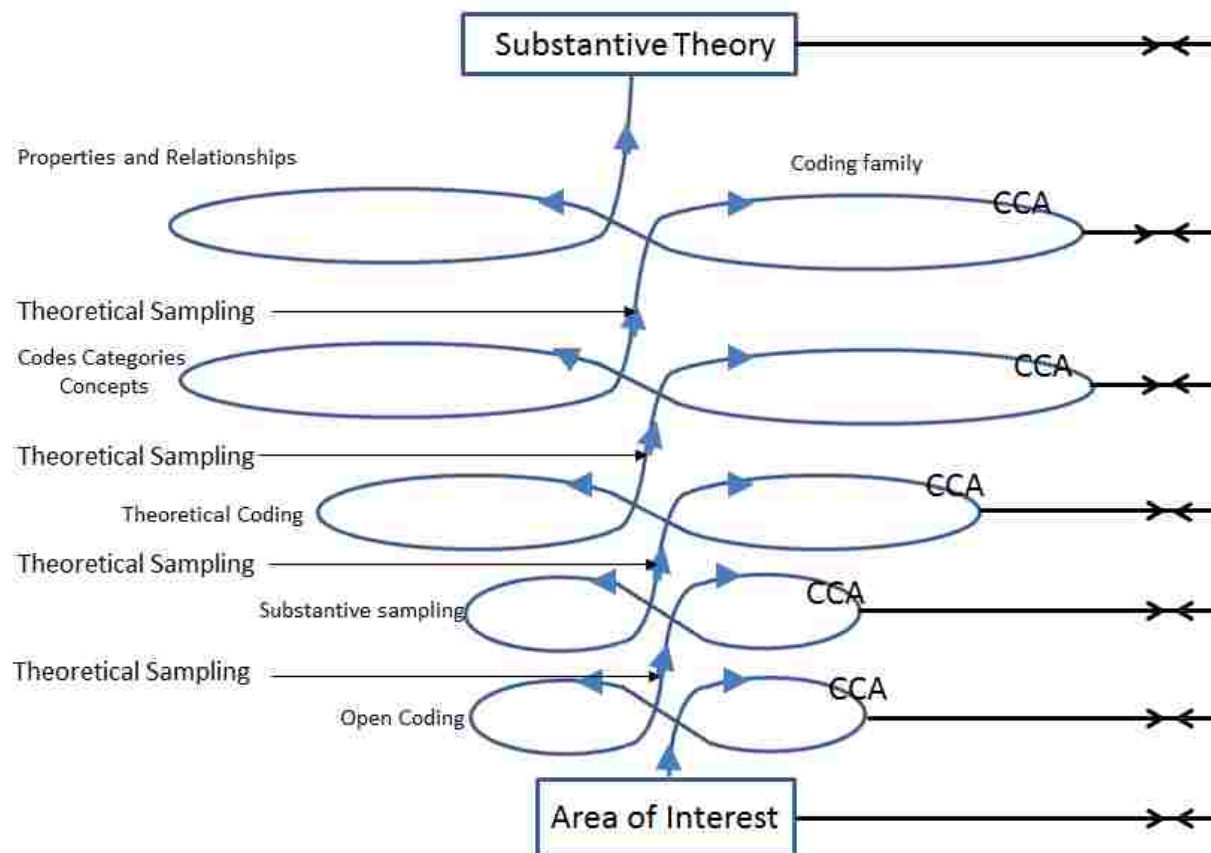 Substantive Theory
Properties and Relationships
Coding family
CCA
Theoretical Sampling
Codes Categories
Concepts
CCA
Theoretical Sampling
CCA
Theoretical Coding
Theoretical Sampling
CCA
Substantive sampling
Theoretical Sampling
CCA
Open Coding
Area of Interest